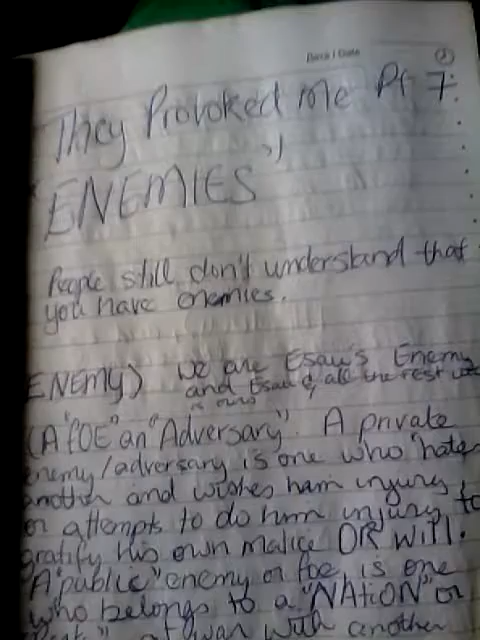 Date
They Provoked me Pt 7:
ENEMIES"
People still don't understand that
you have enemies.
ENEMY) we are Esau's Enemy
and Esau & all the rest
is ours
(A "fOE" an "Adversary") A private
enemy/adversary is one who "hates
another and wishes him injury,
or attempts to do him injury to
gratify his own malice OR Will.
A "public" enemy or foe is one
who belongs to a "NATiON" or
at war with another